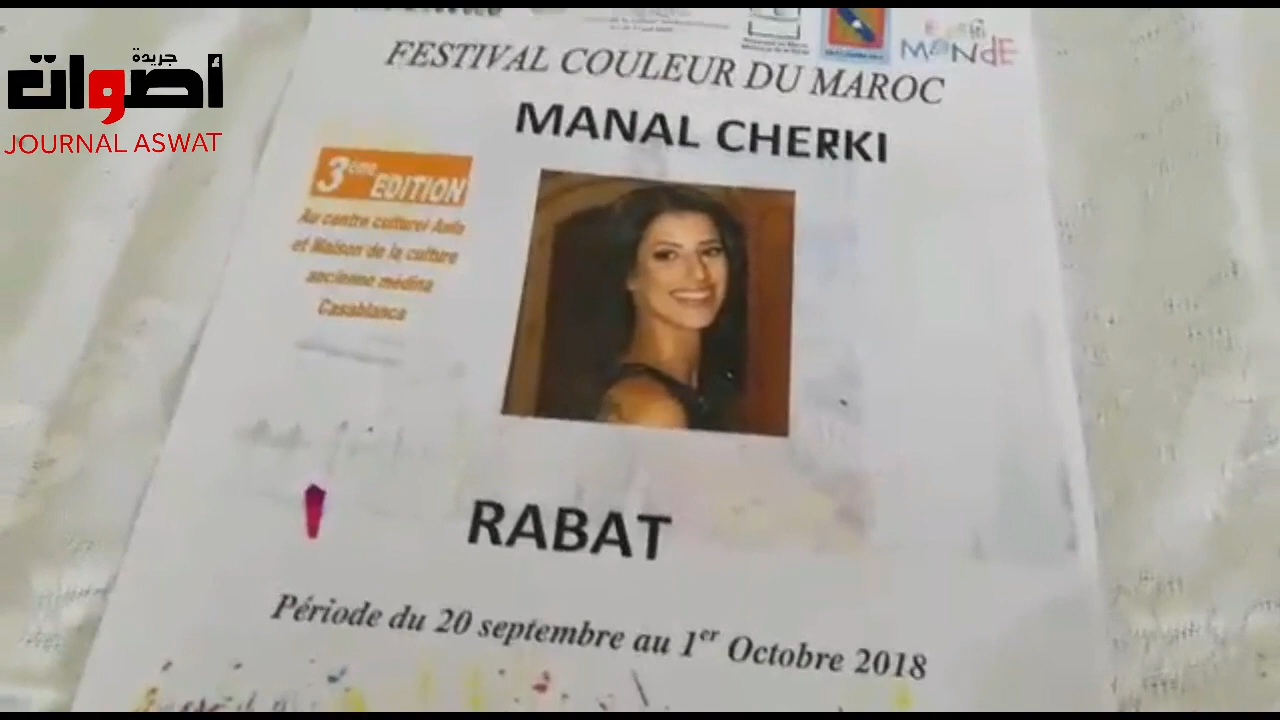 جريدة
أصوات
JOURNAL ASWAT
MONDE
FESTIVAL COULEUR DU MAROC
MANAL CHERKI
3ème EDITION
Au centre culturel Anfa
et Maison de la culture
ancienne médina
Casablanca
RABAT
Période du 20 septembre au 1er Octobre 2018